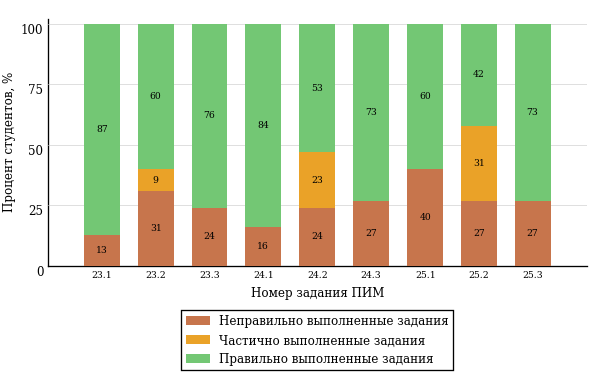 Процент студентов, %
100
75
50
25
0
87 60 76 84 53 73 60 42 73
9 23 31
13 31 24 16 24 27 40 27 27
23.1 23.2 23.3 24.1 24.2 24.3 25.1 25.2 25.3
Номер задания ПИМ
Неправильно выполненные задания
Частично выполненные задания
Правильно выполненные задания